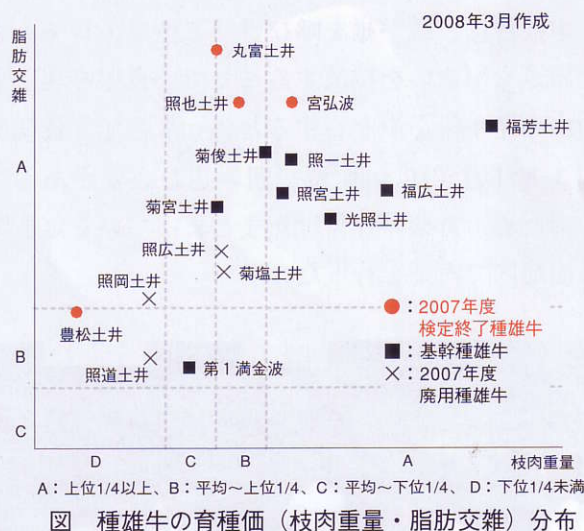 2008年3月作成
脂肪交雑
丸富土井
照也土井
宮弘波
福芳土井
菊俊土井
照一土井
A
照宮土井
福広土井
菊宮土井
光照土井
照広土井
菊塩土井
照岡土井
●：2007年度
検定終了種雄牛
豊松土井
■：基幹種雄牛
B
照道土井
第1満金波
×：2007年度
廃用種雄牛
C
D C B A 枝肉重量
A：上位1/4以上、B：平均～上位1/4、C：平均～下位1/4、D：下位1/4未満
図 種雄牛の育種価（枝肉重量・脂肪交雑）分布